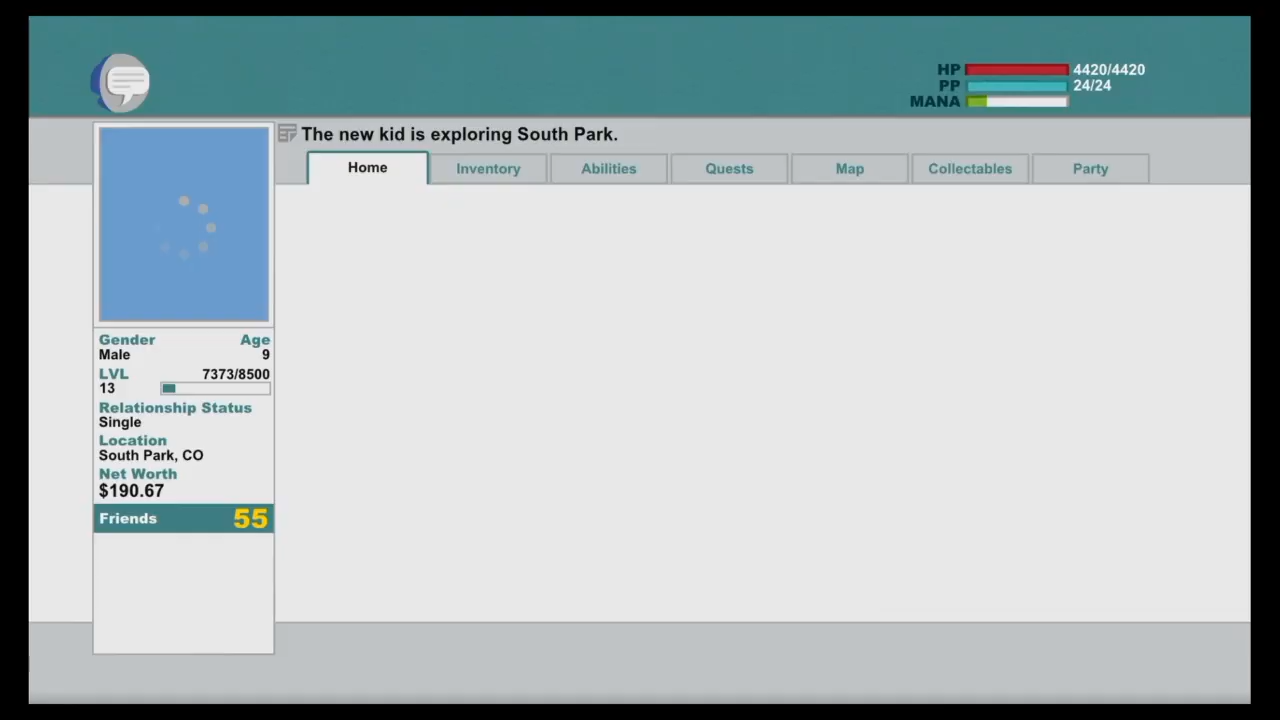 HP 4420/4420
PP 24/24
MANA
The new kid is exploring South Park.
Home Inventory Abilities Quests Map Collectables Party
Gender Age
Male 9
LVL 7373/8500
13
Relationship Status
Single
Location
South Park, CO
Net Worth
$190.67
Friends 55